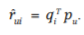 r̂ᵤᵢ = qᵢᵀ pᵤ.